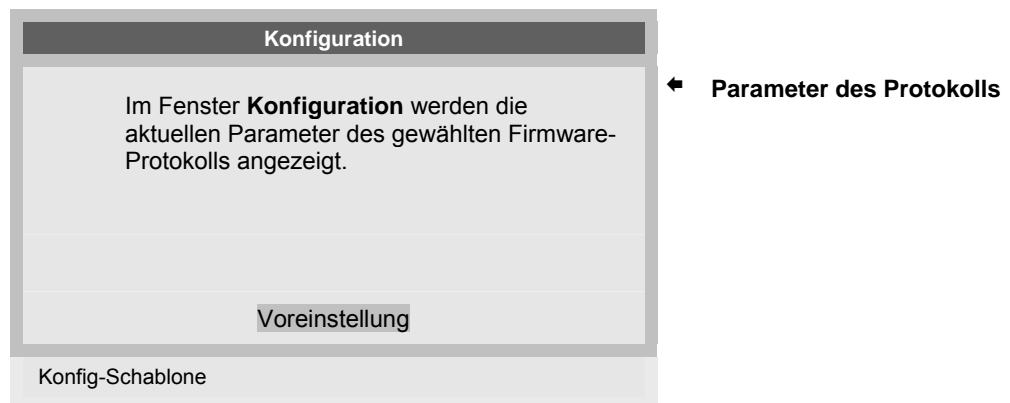 Konfiguration
Parameter des Protokolls
Im Fenster Konfiguration werden die
aktuellen Parameter des gewählten Firmware-
Protokolls angezeigt.
Voreinstellung
Konfig-Schablone